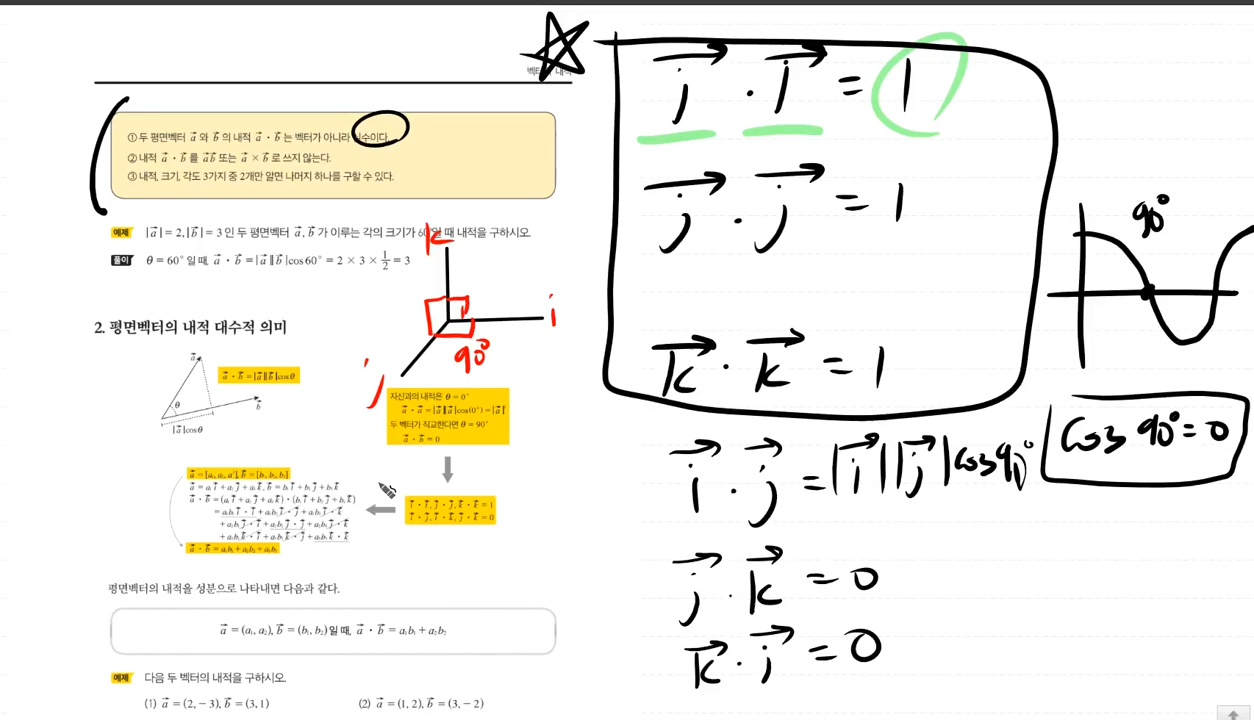 벡터의 내적
① 두 평면벡터 a⃗ 와 b⃗ 의 내적 a⃗ · b⃗ 는 벡터가 아니라 실수이다.
② 내적 a⃗ · b⃗ 를 a⃗b⃗ 또는 a⃗ × b⃗ 로 쓰지 않는다.
③ 내적, 크기, 각도 3가지 중 2개만 알면 나머지 하나를 구할 수 있다.
예제 |a⃗| = 2, |b⃗| = 3 인 두 평면벡터 a⃗, b⃗ 가 이루는 각의 크기가 60 일 때 내적을 구하시오.
풀이 θ = 60° 일 때, a⃗ · b⃗ = |a⃗||b⃗|cos60° = 2 × 3 × 1/2 = 3
k
i
j
90°
2. 평면벡터의 내적 대수적 의미
a⃗
θ
b⃗
|a⃗|cosθ
a⃗ · b⃗ = |a⃗||b⃗|cosθ
자신과의 내적은 θ = 0°
a⃗ · a⃗ = |a⃗||a⃗|cos(0°) = |a⃗|²
두 벡터가 직교한다면 θ = 90°
a⃗ · b⃗ = 0
i⃗ · i⃗, j⃗ · j⃗, k⃗ · k⃗ = 1
i⃗ · j⃗, i⃗ · k⃗, j⃗ · k⃗ = 0
a⃗ · b⃗ = a₁b₁ + a₂b₂ + a₃b₃
평면벡터의 내적을 성분으로 나타내면 다음과 같다.
a⃗ = (a₁, a₂), b⃗ = (b₁, b₂) 일 때, a⃗ · b⃗ = a₁b₁ + a₂b₂
예제 다음 두 벡터의 내적을 구하시오.
(1) a⃗ = (2, − 3), b⃗ = (3, 1) (2) a⃗ = (1, 2), b⃗ = (3, − 2)
i⃗ · i⃗ = 1
j⃗ · j⃗ = 1
k⃗ · k⃗ = 1
90°
cos 90° = 0
i⃗ · j⃗ = |i⃗||j⃗|cos90°
j⃗ · k⃗ = 0
k⃗ · i⃗ = 0